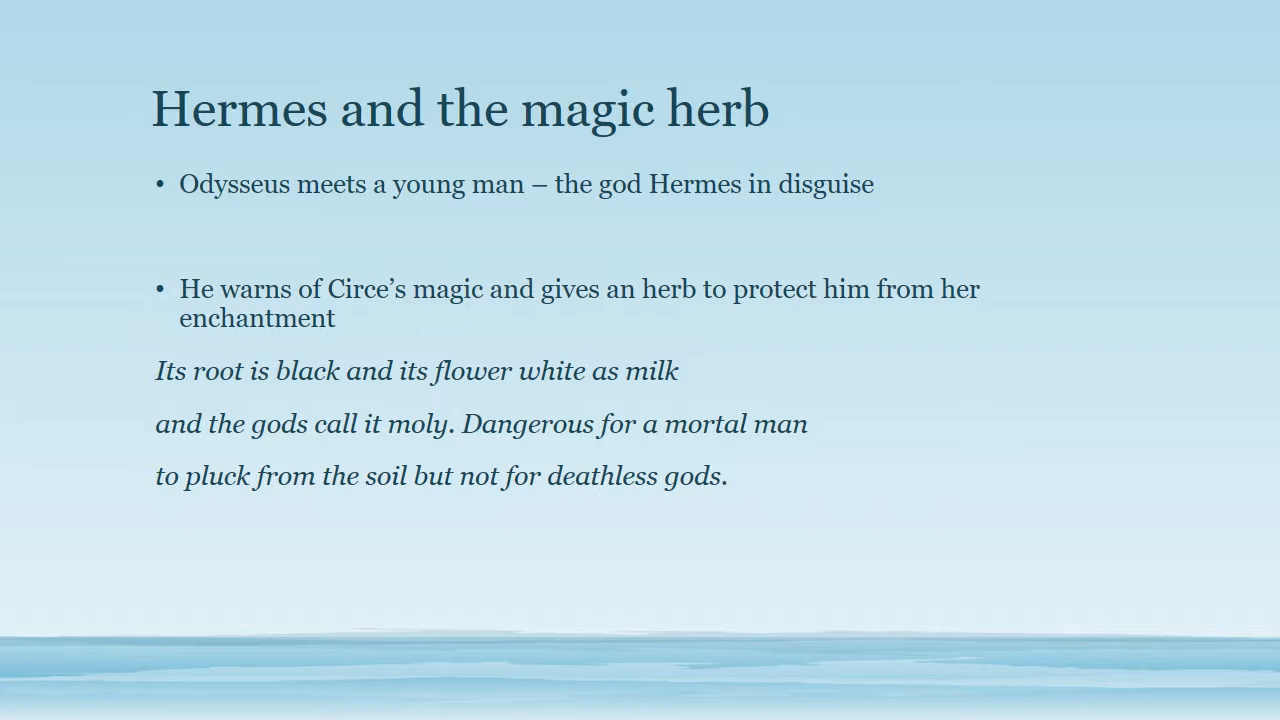 Hermes and the magic herb
• Odysseus meets a young man – the god Hermes in disguise
• He warns of Circe’s magic and gives an herb to protect him from her
enchantment
Its root is black and its flower white as milk
and the gods call it moly. Dangerous for a mortal man
to pluck from the soil but not for deathless gods.